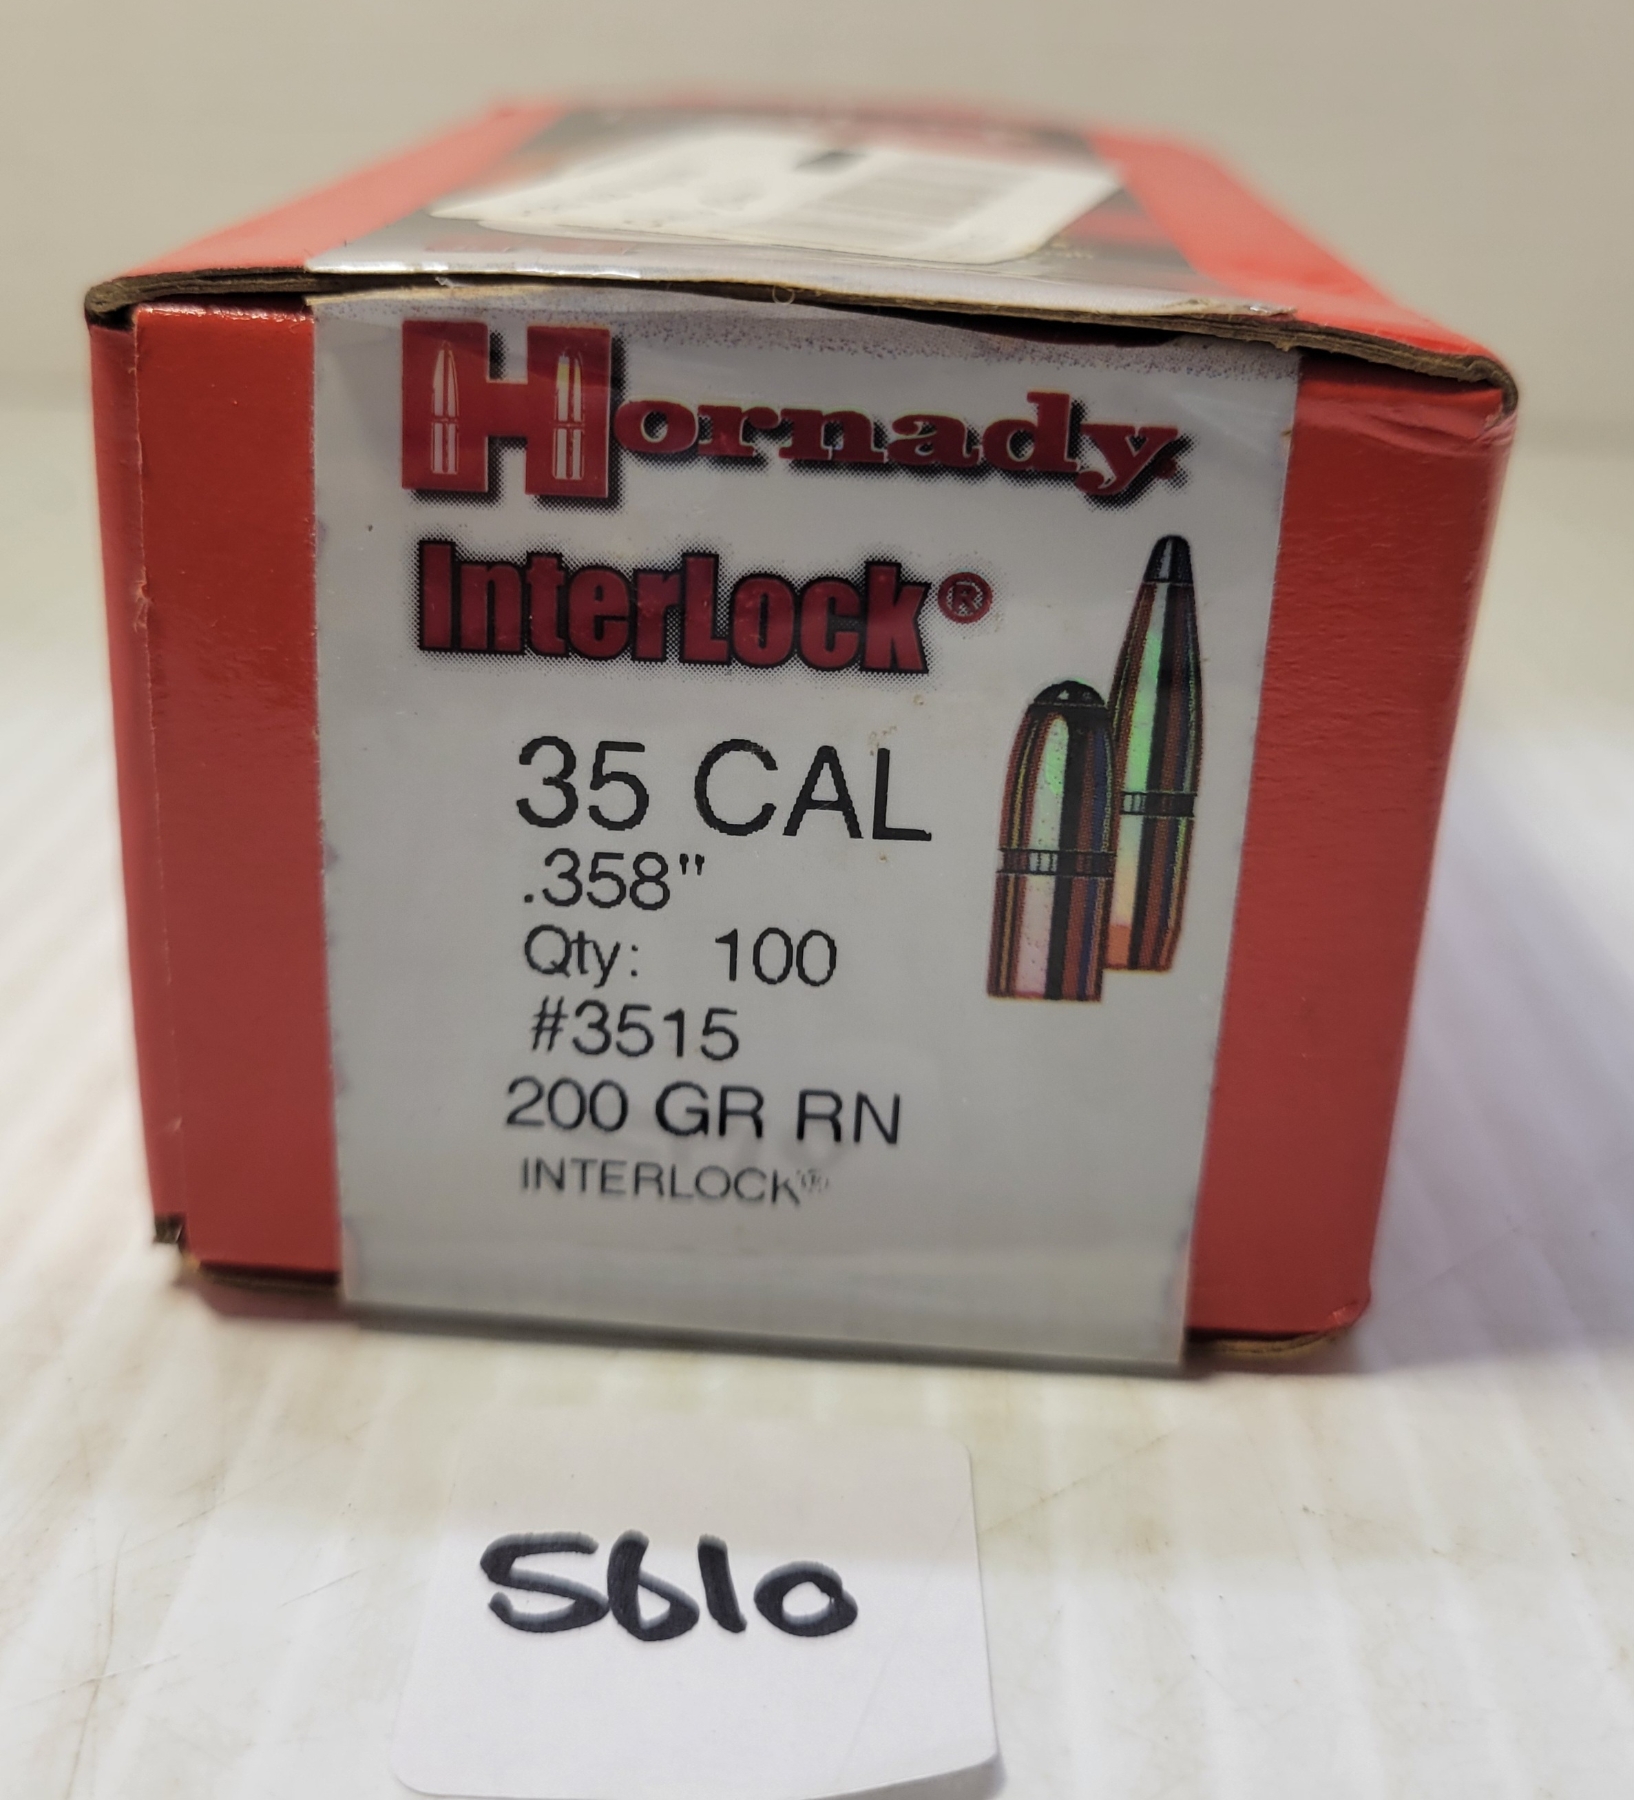 Hornady
InterLock®
35 CAL
.358"
Qty: 100
#3515
200 GR RN
INTERLOCK®
5610